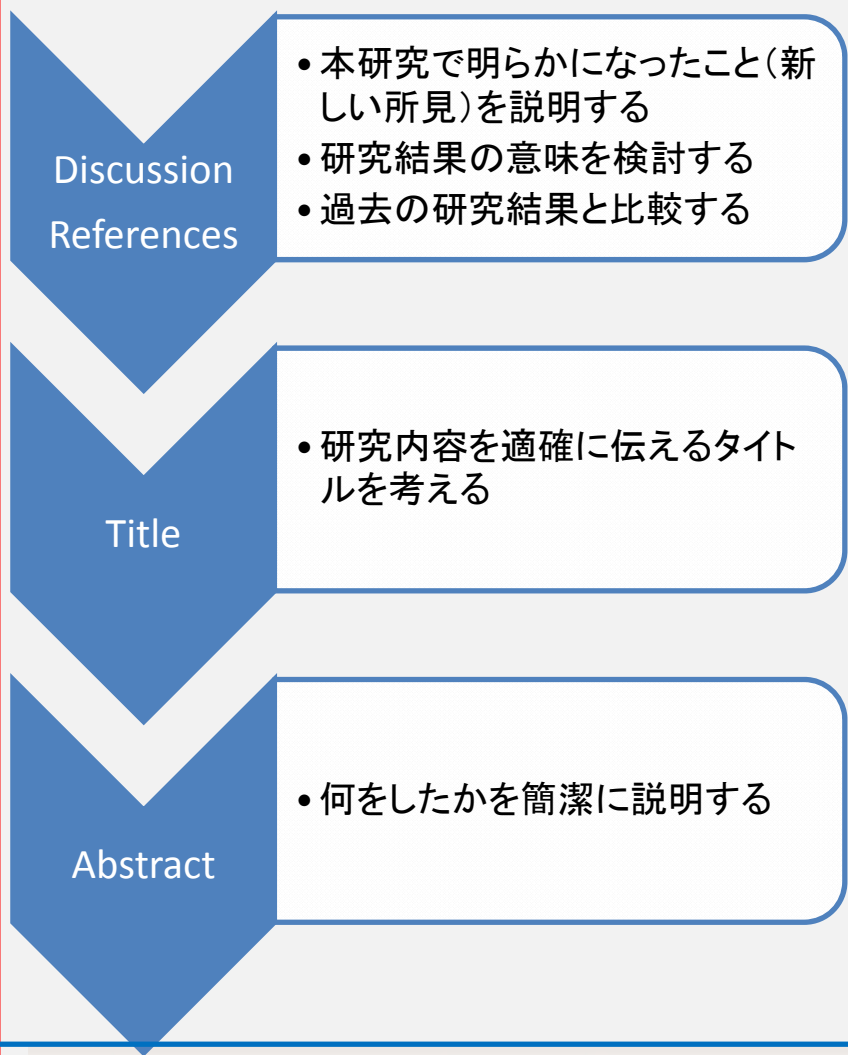 Discussion
References
• 本研究で明らかになったこと(新
しい所見)を説明する
• 研究結果の意味を検討する
• 過去の研究結果と比較する
Title
• 研究内容を適確に伝えるタイト
ルを考える
Abstract
• 何をしたかを簡潔に説明する